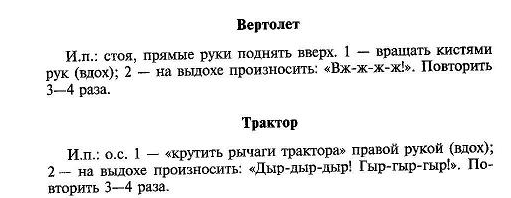 Вертолет
И.п.: стоя, прямые руки поднять вверх. 1 — вращать кистями
рук (вдох); 2 — на выдохе произносить: «Вж-ж-ж-ж!». Повторить
3—4 раза.
Трактор
И.п.: о.с. 1 — «крутить рычаги трактора» правой рукой (вдох);
2 — на выдохе произносить: «Дыр-дыр-дыр! Гыр-гыр-гыр!». По-
вторить 3—4 раза.